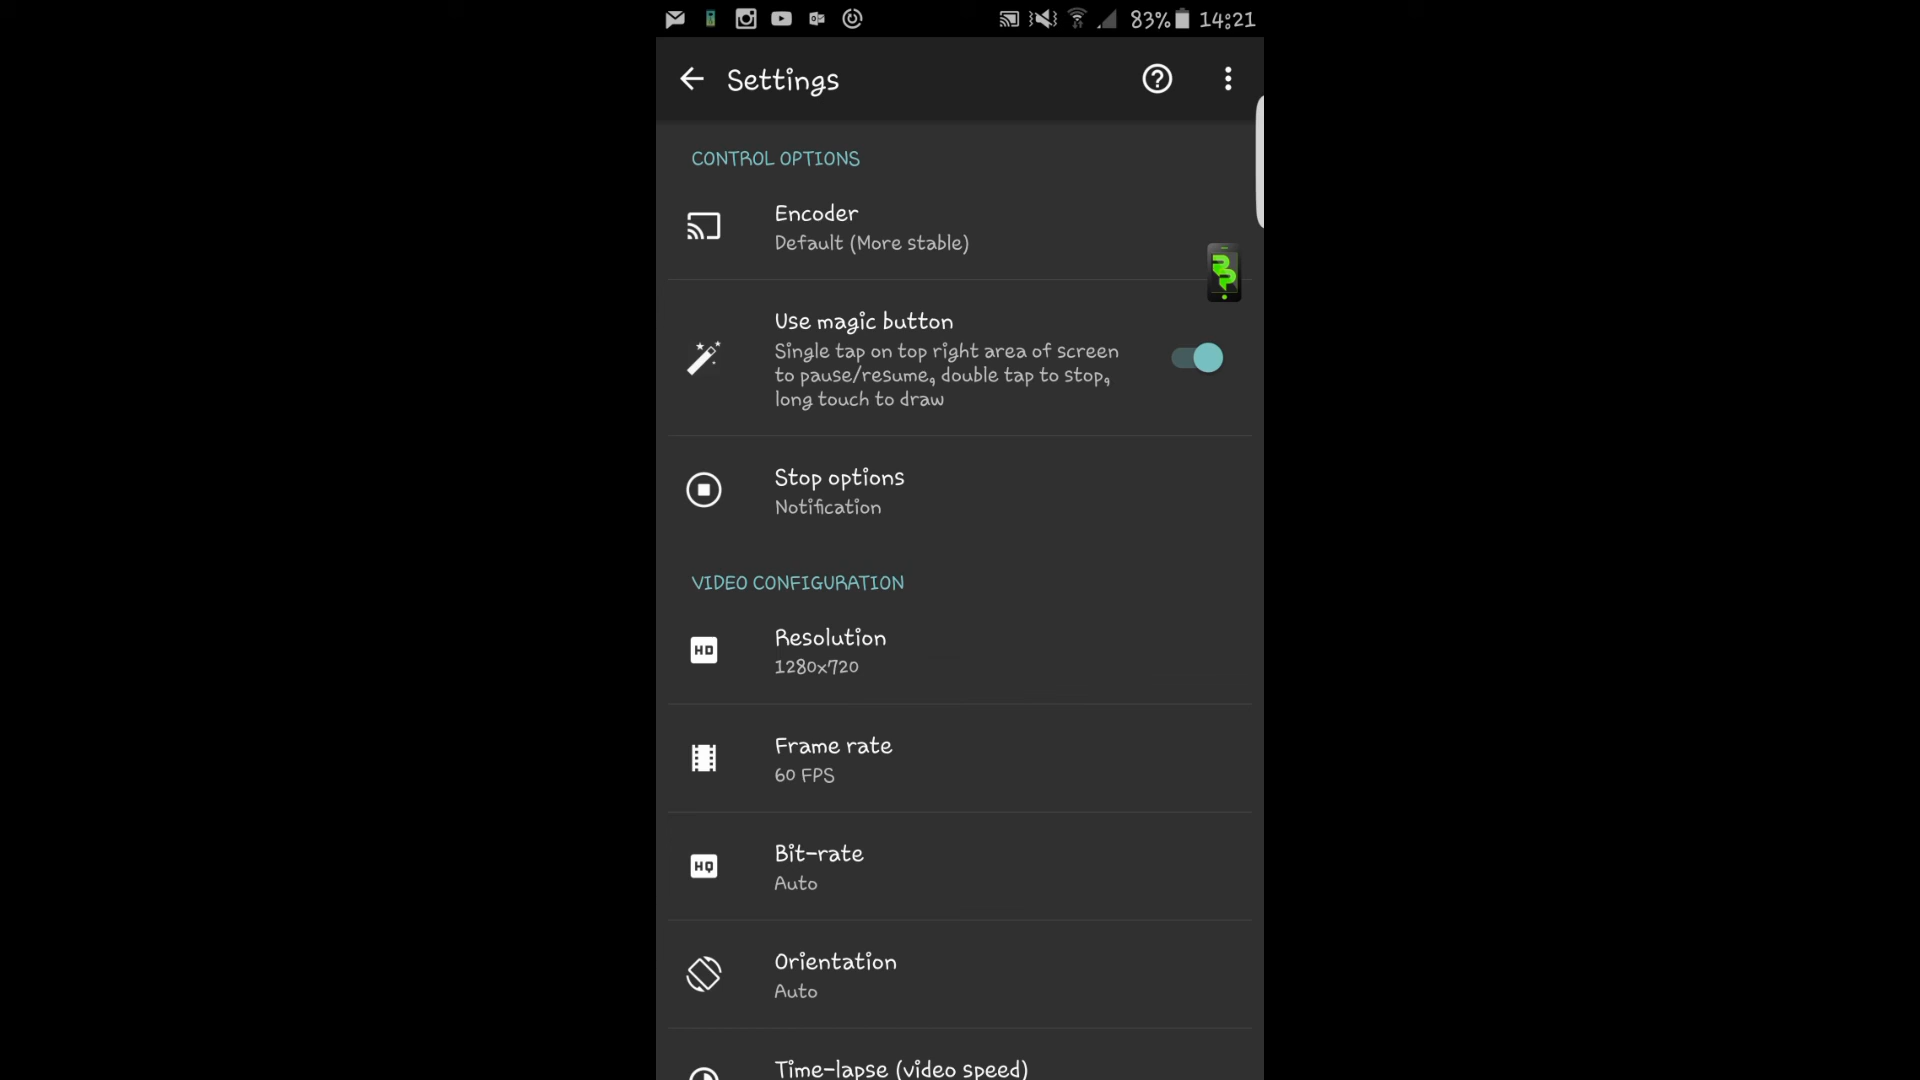 83% 14:21
Settings
CONTROL OPTIONS
Encoder
Default (More stable)
Use magic button
Single tap on top right area of screen
to pause/resume, double tap to stop,
long touch to draw
Stop options
Notification
VIDEO CONFIGURATION
HD
Resolution
1280x720
Frame rate
60 FPS
HQ
Bit-rate
Auto
Orientation
Auto
Time-lapse (video speed)